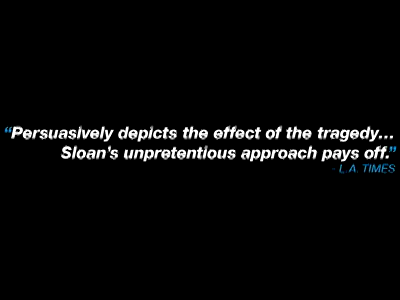 “Persuasively depicts the effect of the tragedy...
Sloan's unpretentious approach pays off.”
- L.A. TIMES